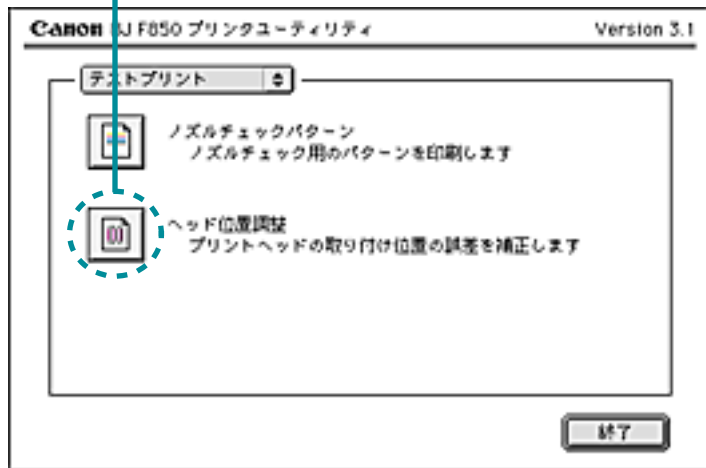 Canon BJ F850 プリンタユーティリティ Version 3.1
テストプリント
ノズルチェックパターン
ノズルチェック用のパターンを印刷します
ヘッド位置調整
プリントヘッドの取り付け位置の誤差を補正します
終了